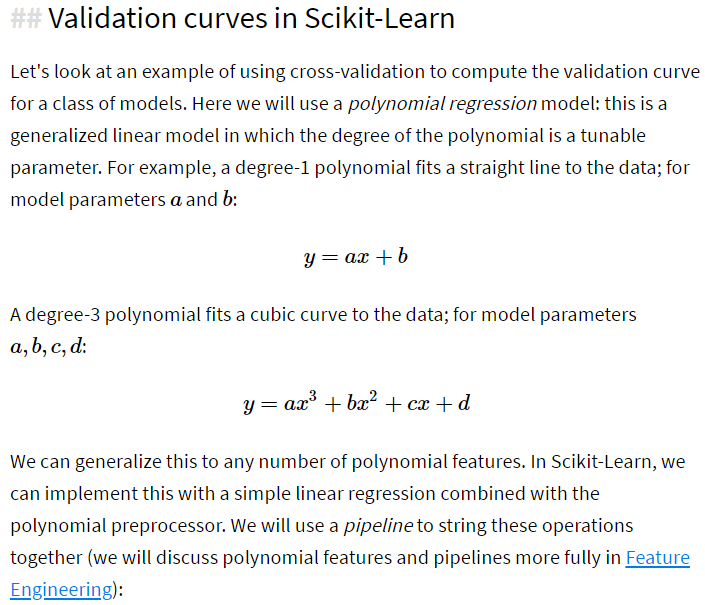 ## Validation curves in Scikit-Learn
Let's look at an example of using cross-validation to compute the validation curve
for a class of models. Here we will use a polynomial regression model: this is a
generalized linear model in which the degree of the polynomial is a tunable
parameter. For example, a degree-1 polynomial fits a straight line to the data; for
model parameters a and b:
y = ax + b
A degree-3 polynomial fits a cubic curve to the data; for model parameters
a, b, c, d:
y = ax³ + bx² + cx + d
We can generalize this to any number of polynomial features. In Scikit-Learn, we
can implement this with a simple linear regression combined with the
polynomial preprocessor. We will use a pipeline to string these operations
together (we will discuss polynomial features and pipelines more fully in Feature
Engineering):